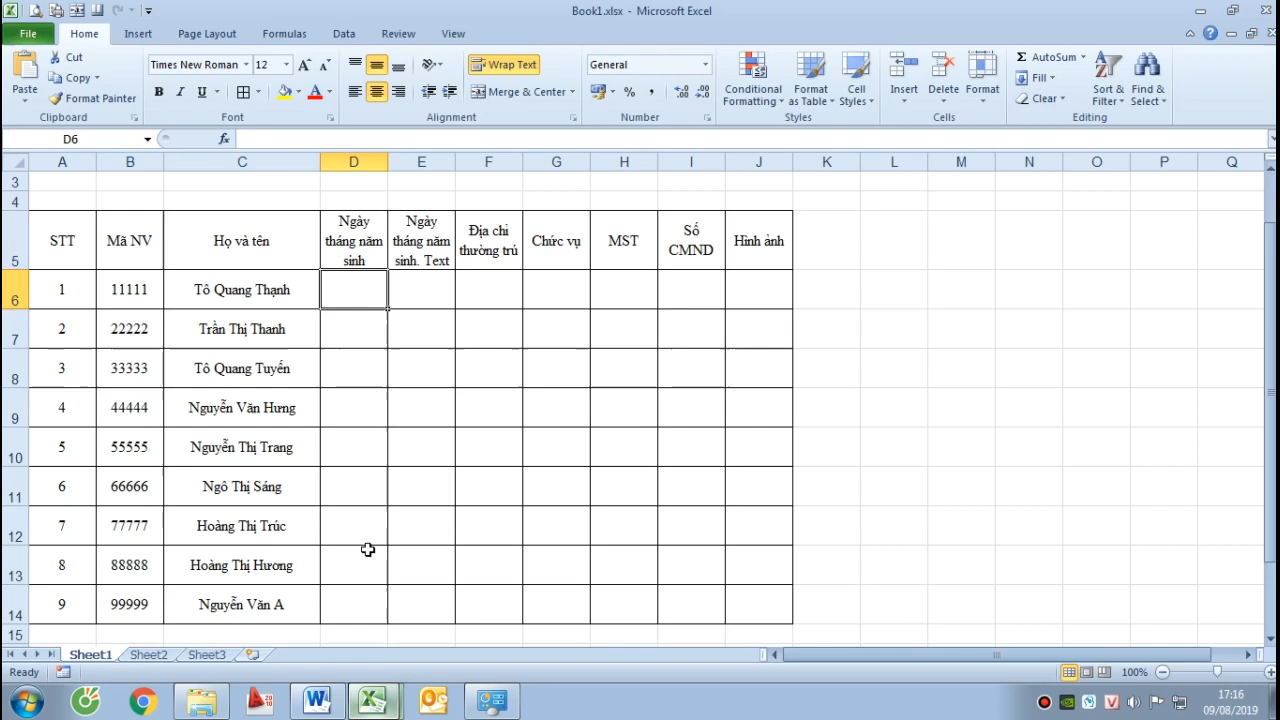 Book1.xlsx - Microsoft Excel
File Home Insert Page Layout Formulas Data Review View
Paste
Cut
Copy
Format Painter
Clipboard
Times New Roman 12
B I U A
Font
Wrap Text
Merge & Center
Alignment
General
% ,
Number
Conditional Formatting
Format as Table
Cell Styles
Styles
Insert Delete Format
Cells
AutoSum
Fill
Clear
Sort & Filter
Find & Select
Editing
D6 fx
A B C D E F G H I J K L M N O P Q
3
4
5 STT Mã NV Họ và tên Ngày tháng năm sinh Ngày tháng năm sinh. Text Địa chỉ thường trú Chức vụ MST Số CMND Hình ảnh
6 1 11111 Tô Quang Thạnh
7 2 22222 Trần Thị Thanh
8 3 33333 Tô Quang Tuyến
9 4 44444 Nguyễn Văn Hưng
10 5 55555 Nguyễn Thị Trang
11 6 66666 Ngô Thị Sáng
12 7 77777 Hoàng Thị Trúc
13 8 88888 Hoàng Thị Hương
14 9 99999 Nguyễn Văn A
15
Sheet1 Sheet2 Sheet3
Ready 100%
17:16
09/08/2019